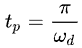 t_p = \frac{\pi}{\omega_d}